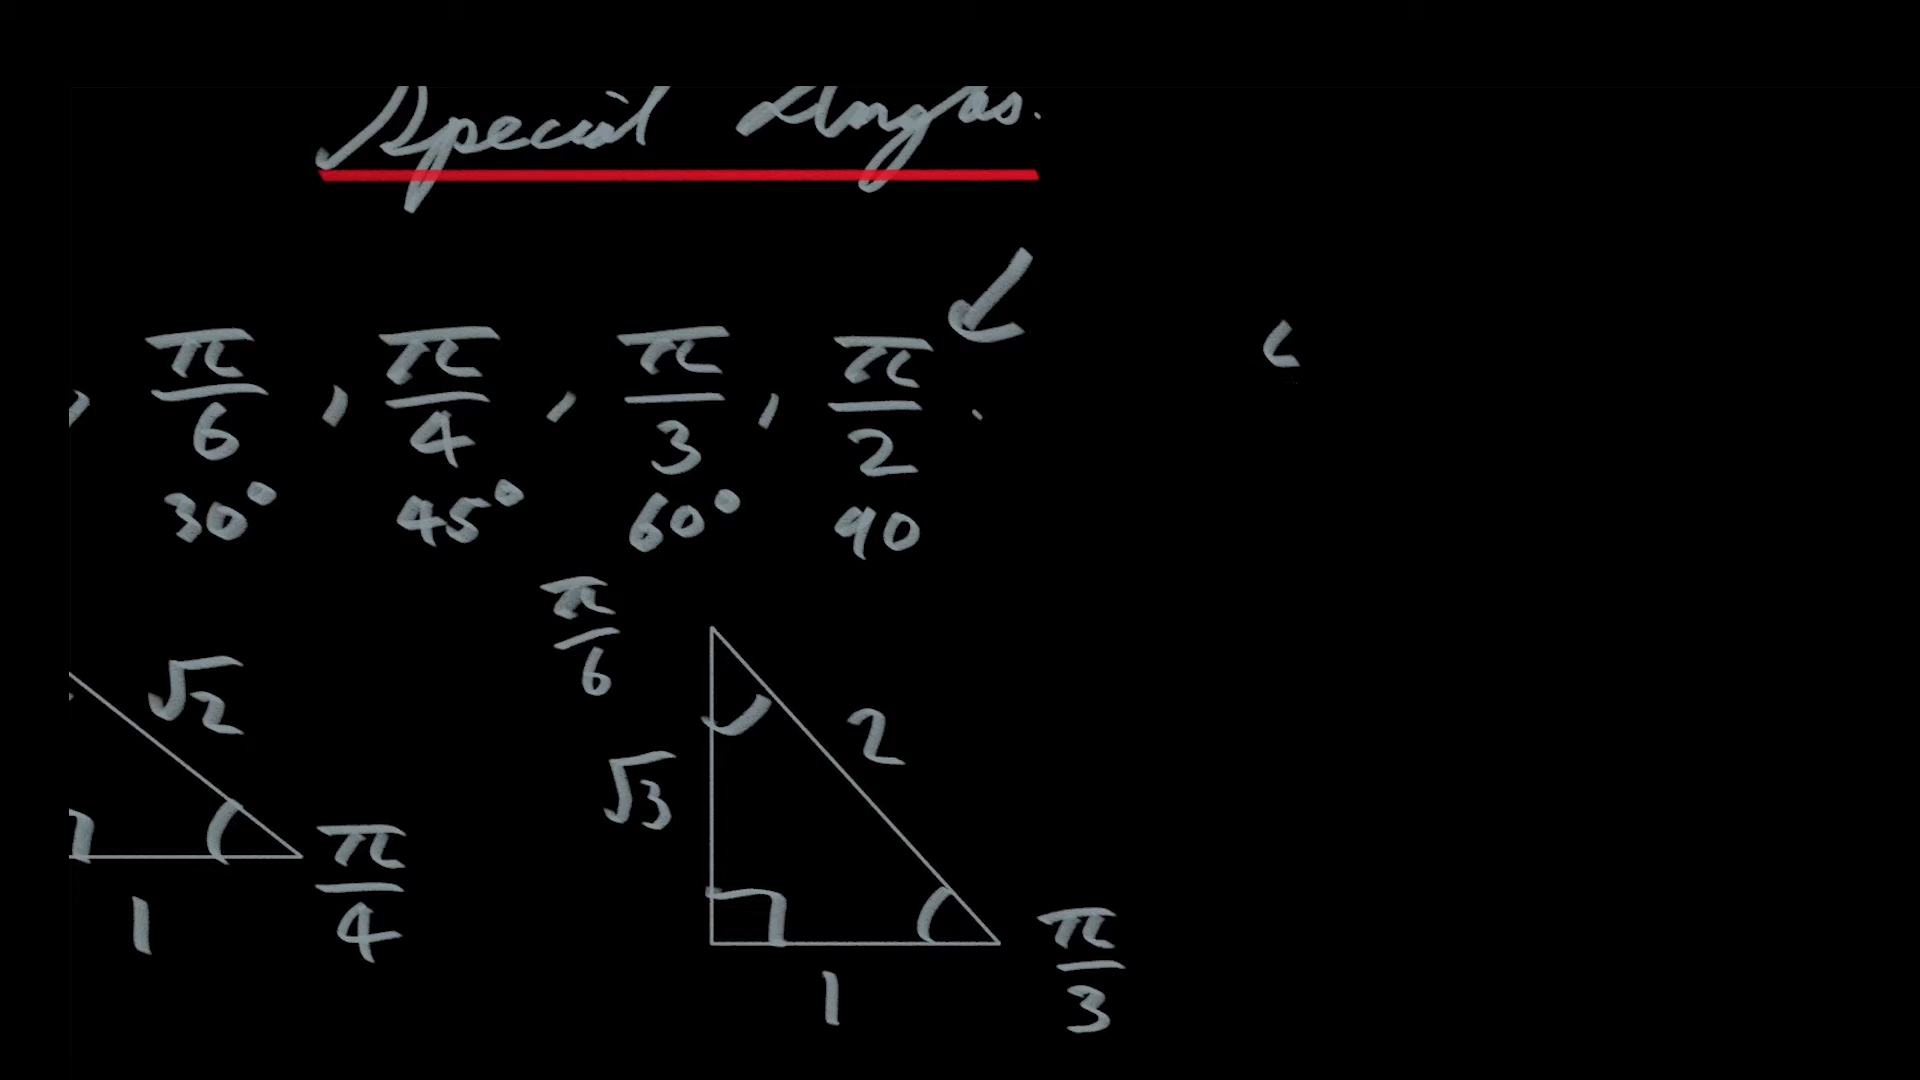 Special Angles.
, π/6 , π/4 , π/3 , π/2 .
30° 45° 60° 90
π/6
√2 2
√3
π/4
1 π/3
1